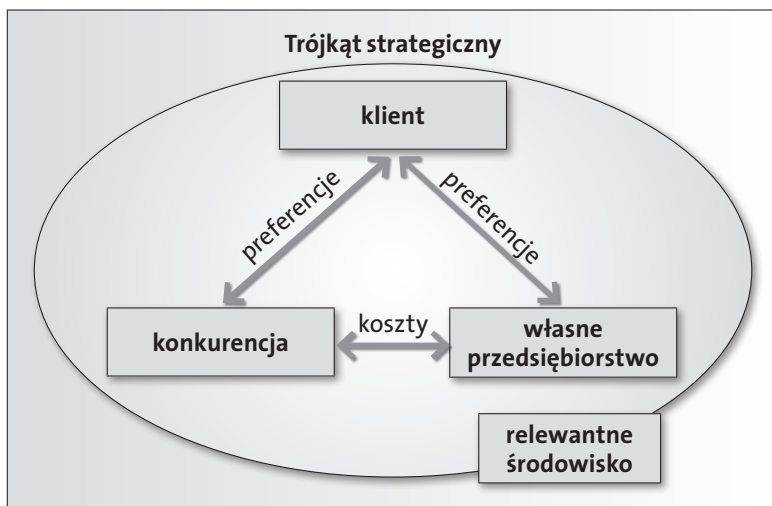 Trójkąt strategiczny
klient
preferencje
preferencje
konkurencja
koszty
własne
przedsiębiorstwo
relewantne
środowisko